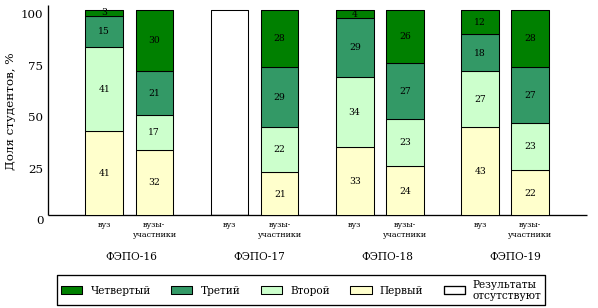 Доля студентов, %
100
75
50
25
0
3
15
41
41
30
21
17
32
28
29
22
21
4
29
34
33
26
27
23
24
12
18
27
43
28
27
23
22
вуз
вузы-
участники
вуз
вузы-
участники
вуз
вузы-
участники
вуз
вузы-
участники
ФЭПО-16
ФЭПО-17
ФЭПО-18
ФЭПО-19
Четвертый
Третий
Второй
Первый
Результаты
отсутствуют